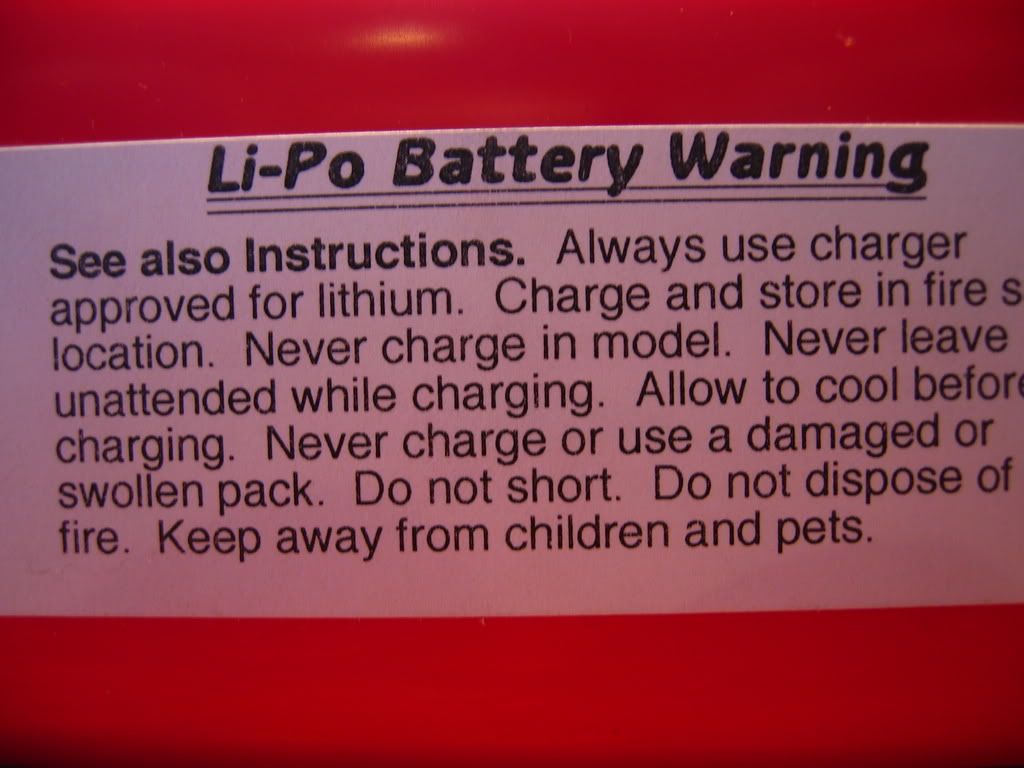 Li-Po Battery Warning
See also Instructions. Always use charger
approved for lithium. Charge and store in fire s
location. Never charge in model. Never leave
unattended while charging. Allow to cool before
charging. Never charge or use a damaged or
swollen pack. Do not short. Do not dispose of
fire. Keep away from children and pets.